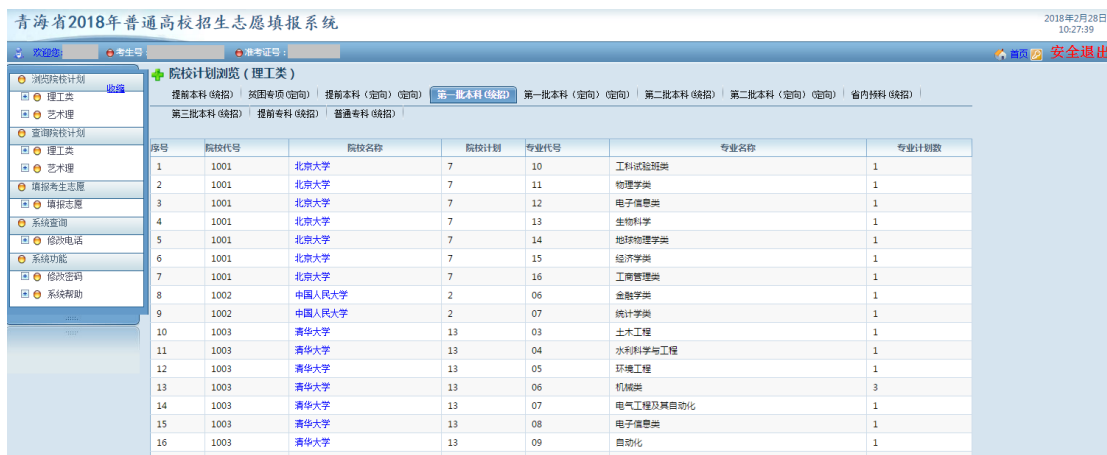 青海省2018年普通高校招生志愿填报系统
2018年2月28日
10:27:39
欢迎您: 考生号: 准考证号: 首页 安全退出
浏览院校计划 收缩
理工类
艺术理
查询院校计划
理工类
艺术理
填报考生志愿
填报志愿
系统查询
修改电话
系统功能
修改密码
系统帮助
院校计划浏览(理工类)
提前本科(统招) 贫困专项(定向) 提前本科(定向)(定向) 第一批本科(统招) 第一批本科(定向)(定向) 第二批本科(统招) 第二批本科(定向)(定向) 省内预科(统招)
第三批本科(统招) 提前专科(统招) 普通专科(统招)
序号 院校代号 院校名称 院校计划 专业代号 专业名称 专业计划数
1 1001 北京大学 7 10 工科试验班类 1
2 1001 北京大学 7 11 物理学类 1
3 1001 北京大学 7 12 电子信息类 1
4 1001 北京大学 7 13 生物科学 1
5 1001 北京大学 7 14 地球物理学类 1
6 1001 北京大学 7 15 经济学类 1
7 1001 北京大学 7 16 工商管理类 1
8 1002 中国人民大学 2 06 金融学类 1
9 1002 中国人民大学 2 07 统计学类 1
10 1003 清华大学 13 03 土木工程 1
11 1003 清华大学 13 04 水利科学与工程 1
12 1003 清华大学 13 05 环境工程 1
13 1003 清华大学 13 06 机械类 3
14 1003 清华大学 13 07 电气工程及其自动化 1
15 1003 清华大学 13 08 电子信息类 1
16 1003 清华大学 13 09 自动化 1